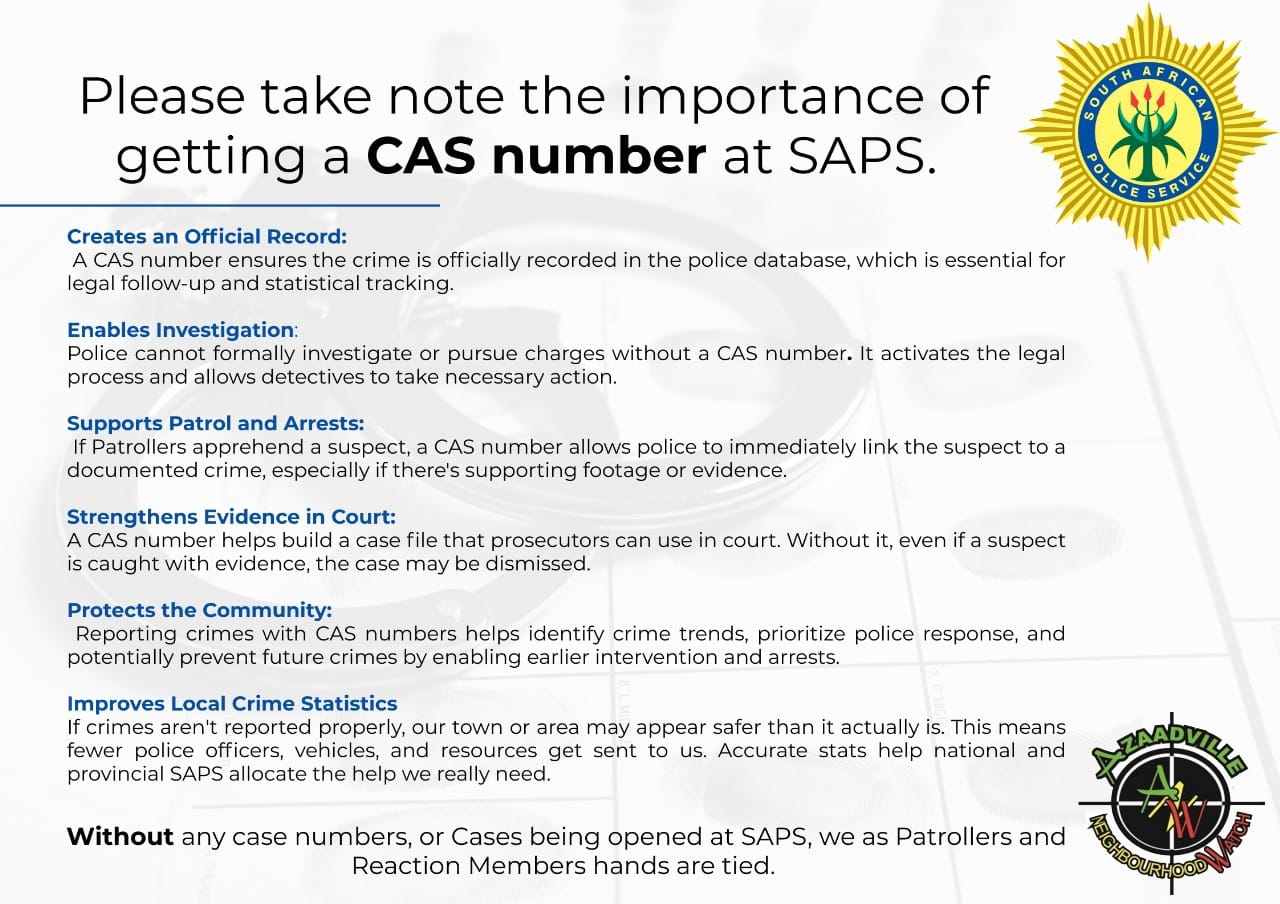 Please take note the importance of
getting a CAS number at SAPS.
SOUTH AFRICAN
POLICE SERVICE
Creates an Official Record:
A CAS number ensures the crime is officially recorded in the police database, which is essential for
legal follow-up and statistical tracking.
Enables Investigation:
Police cannot formally investigate or pursue charges without a CAS number. It activates the legal
process and allows detectives to take necessary action.
Supports Patrol and Arrests:
If Patrollers apprehend a suspect, a CAS number allows police to immediately link the suspect to a
documented crime, especially if there's supporting footage or evidence.
Strengthens Evidence in Court:
A CAS number helps build a case file that prosecutors can use in court. Without it, even if a suspect
is caught with evidence, the case may be dismissed.
Protects the Community:
Reporting crimes with CAS numbers helps identify crime trends, prioritize police response, and
potentially prevent future crimes by enabling earlier intervention and arrests.
Improves Local Crime Statistics
If crimes aren't reported properly, our town or area may appear safer than it actually is. This means
fewer police officers, vehicles, and resources get sent to us. Accurate stats help national and
provincial SAPS allocate the help we really need.
Without any case numbers, or Cases being opened at SAPS, we as Patrollers and
Reaction Members hands are tied.
AZAADVILLE
ANW
NEIGHBOURHOOD WATCH